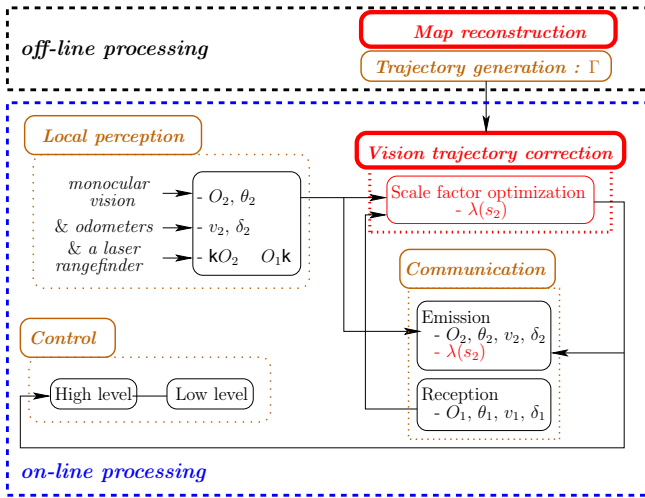 off-line processing
Map reconstruction
Trajectory generation : Γ
Local perception
Vision trajectory correction
monocular
vision
- O₂, θ₂
& odometers
- v₂, δ₂
& a laser
rangefinder
- kO₂ O₁k
Scale factor optimization
- λ(s₂)
Communication
Emission
- O₂, θ₂, v₂, δ₂
- λ(s₂)
Control
High level
Low level
Reception
- O₁, θ₁, v₁, δ₁
on-line processing